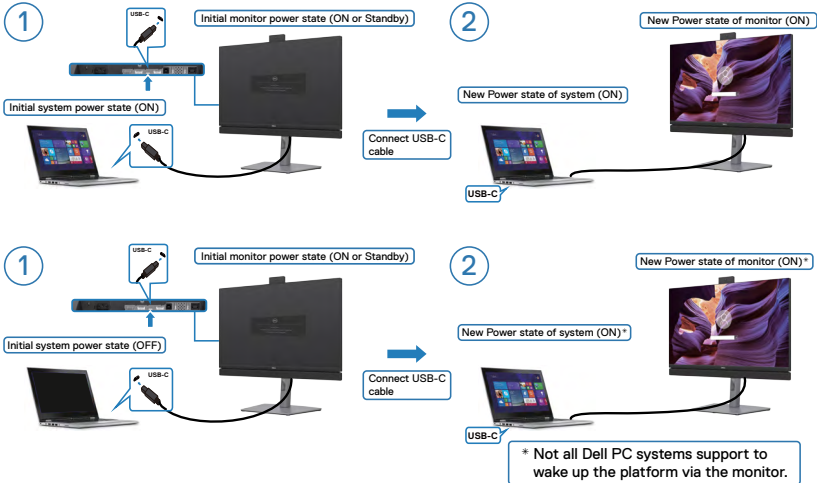 1
USB-C
Initial monitor power state (ON or Standby)
Initial system power state (ON)
USB-C
Connect USB-C
cable
2
New Power state of monitor (ON)
New Power state of system (ON)
USB-C
1
USB-C
Initial monitor power state (ON or Standby)
Initial system power state (OFF)
USB-C
Connect USB-C
cable
2
New Power state of monitor (ON)*
New Power state of system (ON)*
USB-C
* Not all Dell PC systems support to
wake up the platform via the monitor.